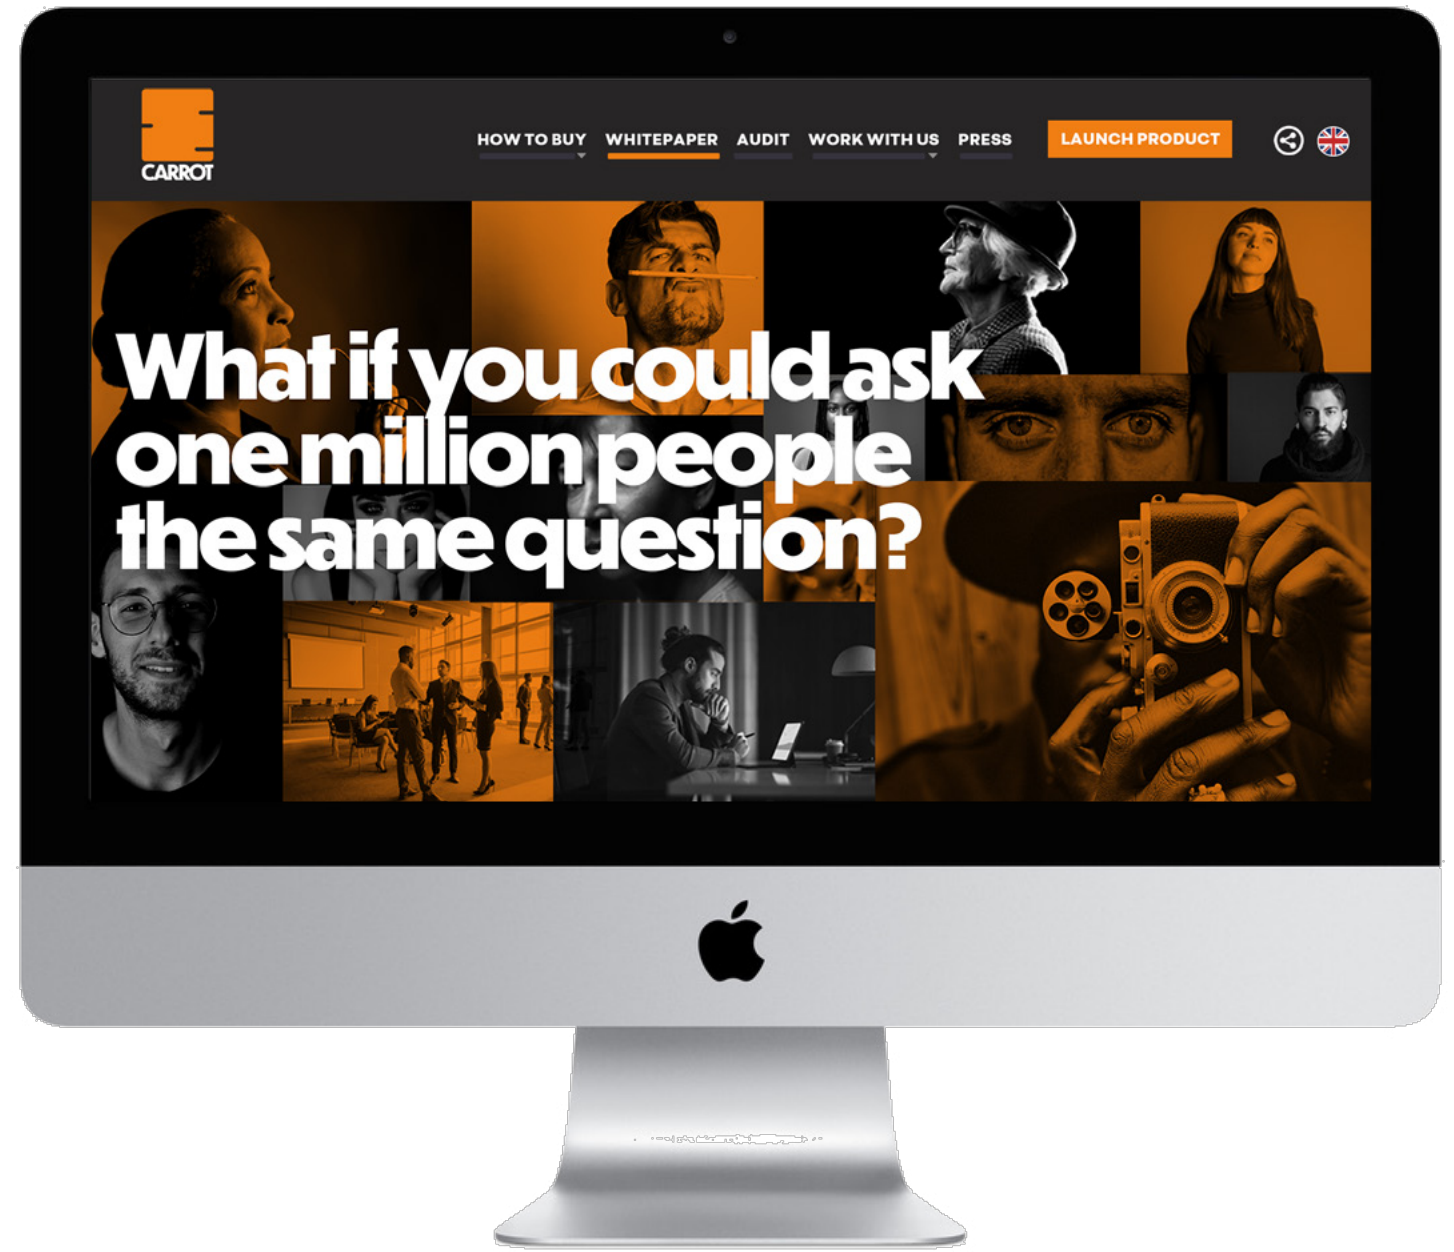 CARROT
HOW TO BUY WHITEPAPER AUDIT WORK WITH US PRESS LAUNCH PRODUCT
What if you could ask
one million people
the same question?